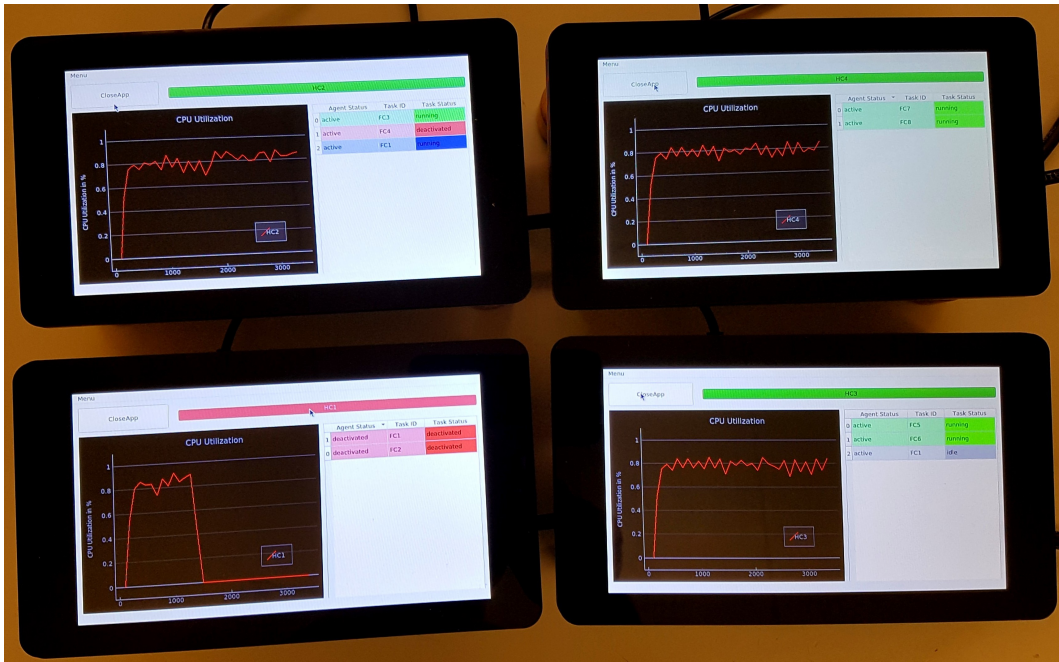 Menu
CloseApp
HC2
CPU Utilization
CPU Utilization in %
1
0.8
0.6
0.4
0.2
0
0 1000 2000 3000
HC2
Agent Status Task ID Task Status
0 active FC3 running
1 active FC4 deactivated
2 active FC1 running
Menu
CloseApp
HC4
CPU Utilization
CPU Utilization in %
1
0.8
0.6
0.4
0.2
0
0 1000 2000 3000
HC4
Agent Status Task ID Task Status
0 active FC7 running
1 active FC8 running
Menu
CloseApp
HC1
CPU Utilization
CPU Utilization in %
1
0.8
0.6
0.4
0.2
0
0 1000 2000 3000
HC1
Agent Status Task ID Task Status
1 deactivated FC1 deactivated
0 deactivated FC2 deactivated
Menu
CloseApp
HC3
CPU Utilization
CPU Utilization in %
1
0.8
0.6
0.4
0.2
0
0 1000 2000 3000
HC3
Agent Status Task ID Task Status
0 active FC5 running
1 active FC6 running
2 active FC1 idle